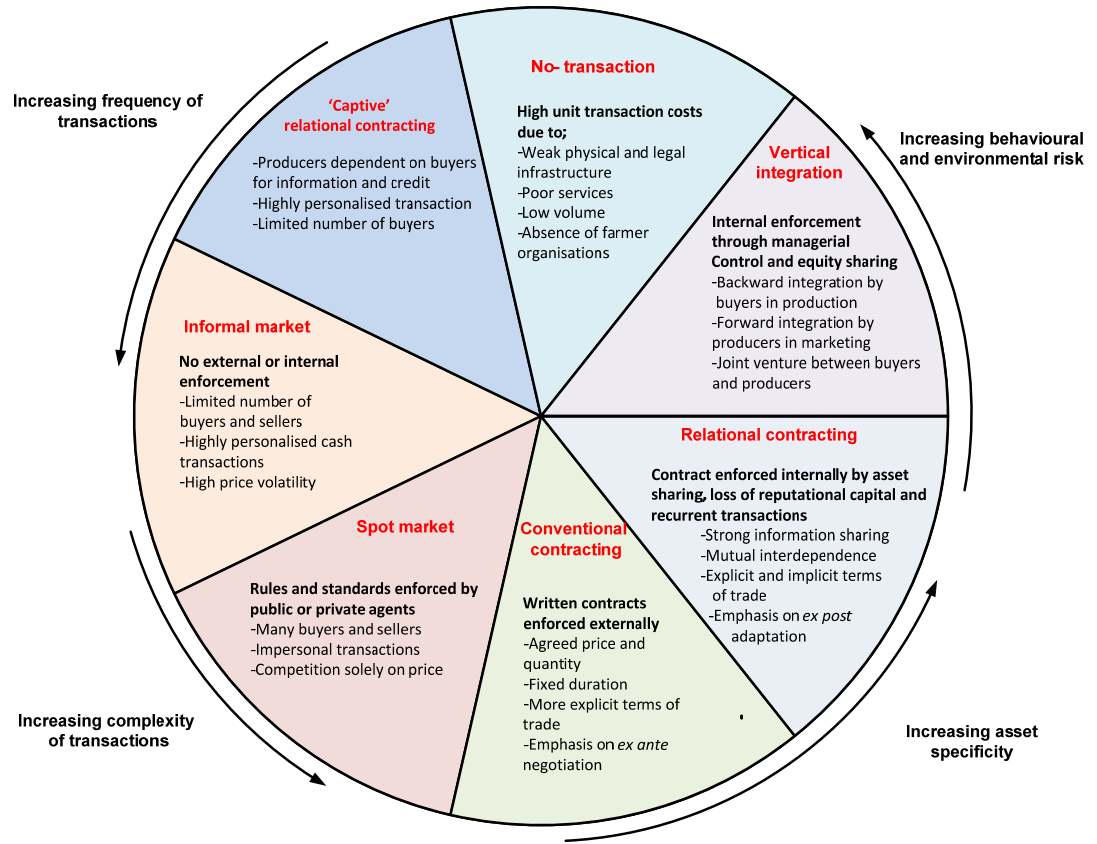 No- transaction
High unit transaction costs
due to;
-Weak physical and legal
infrastructure
-Poor services
-Low volume
-Absence of farmer
organisations
Vertical
integration
Internal enforcement
through managerial
Control and equity sharing
-Backward integration by
buyers in production
-Forward integration by
producers in marketing
-Joint venture between buyers
and producers
Increasing behavioural
and environmental risk
Relational contracting
Contract enforced internally by asset
sharing, loss of reputational capital and
recurrent transactions
-Strong information sharing
-Mutual interdependence
-Explicit and implicit terms
of trade
-Emphasis on ex post
adaptation
Increasing asset
specificity
Conventional
contracting
Written contracts
enforced externally
-Agreed price and
quantity
-Fixed duration
-More explicit terms of
trade
-Emphasis on ex ante
negotiation
Spot market
Rules and standards enforced by
public or private agents
-Many buyers and sellers
-Impersonal transactions
-Competition solely on price
Increasing complexity
of transactions
Informal market
No external or internal
enforcement
-Limited number of
buyers and sellers
-Highly personalised cash
transactions
-High price volatility
Increasing frequency of
transactions
‘Captive’
relational contracting
-Producers dependent on buyers
for information and credit
-Highly personalised transaction
-Limited number of buyers